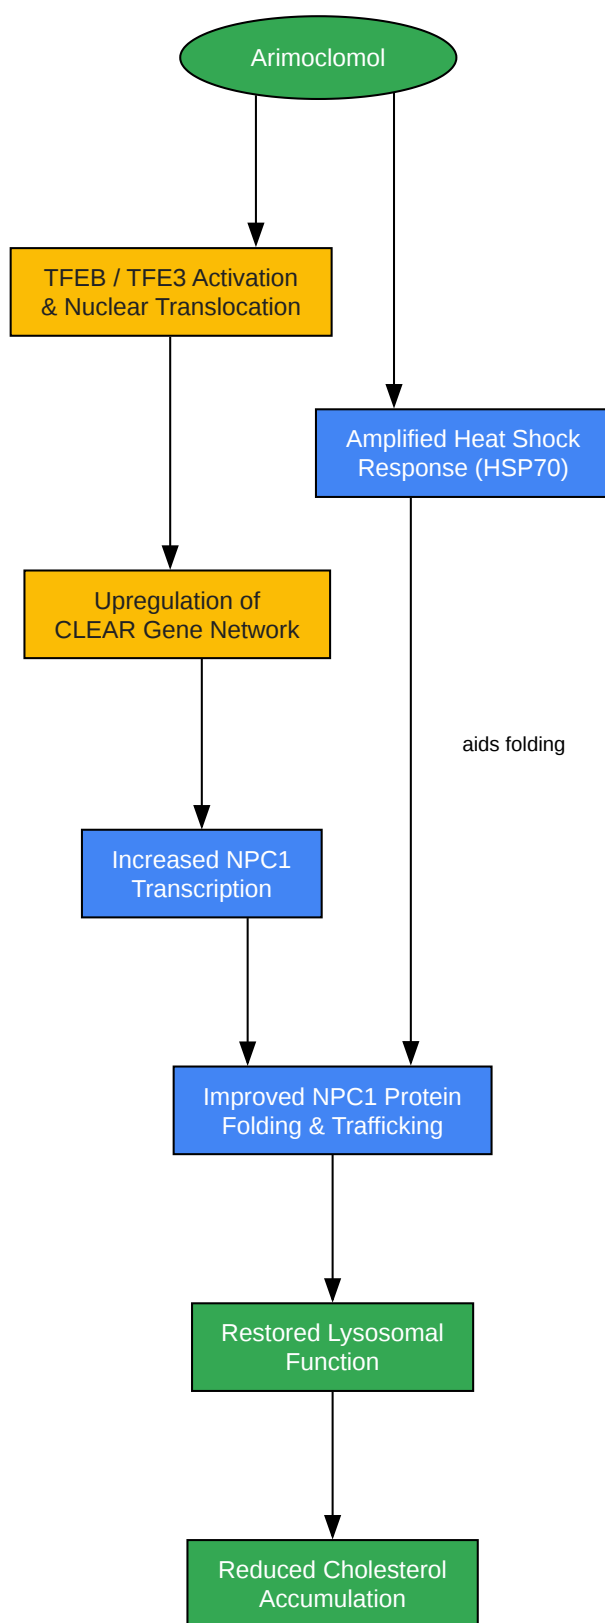 Arimoclomol
TFEB / TFE3 Activation
& Nuclear Translocation
Amplified Heat Shock
Response (HSP70)
Upregulation of
CLEAR Gene Network
aids folding
Increased NPC1
Transcription
Improved NPC1 Protein
Folding & Trafficking
Restored Lysosomal
Function
Reduced Cholesterol
Accumulation